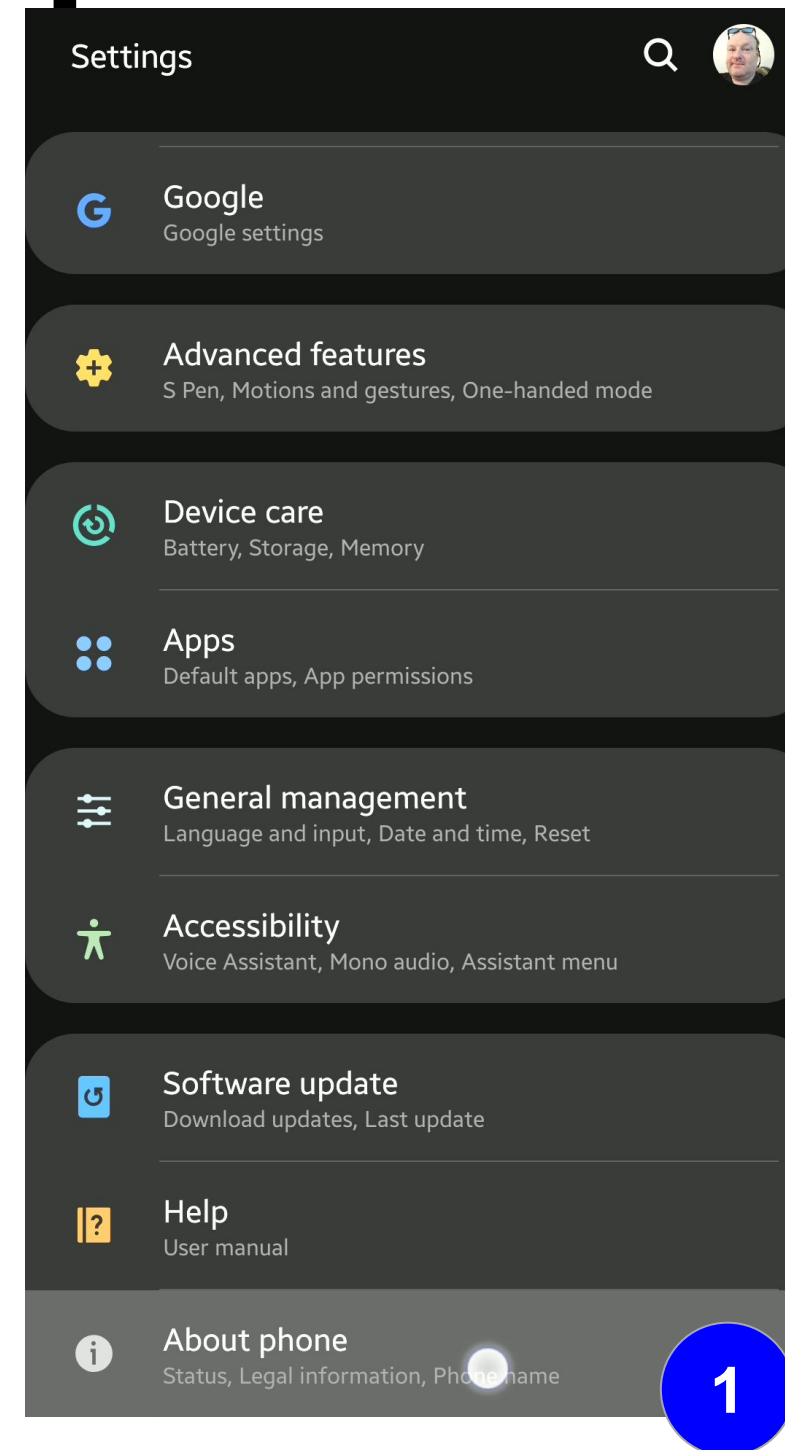 Settings
Google
Google settings
Advanced features
S Pen, Motions and gestures, One-handed mode
Device care
Battery, Storage, Memory
Apps
Default apps, App permissions
General management
Language and input, Date and time, Reset
Accessibility
Voice Assistant, Mono audio, Assistant menu
Software update
Download updates, Last update
Help
User manual
About phone
Status, Legal information, Phone name
1